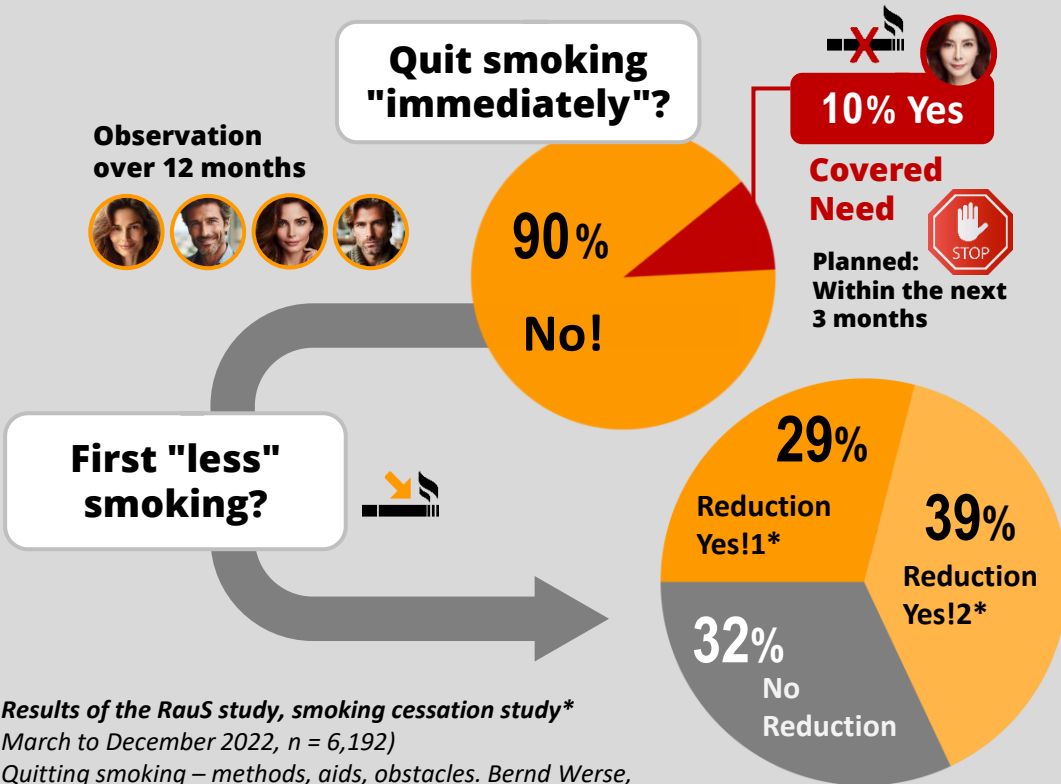 Quit smoking
"immediately"?
10% Yes
Observation
over 12 months
Covered
Need
STOP
90%
No!
Planned:
Within the next
3 months
First "less"
smoking?
29%
Reduction
Yes!1*
39%
Reduction
Yes!2*
32%
No
Reduction
Results of the RauS study, smoking cessation study*
March to December 2022, n = 6,192)
Quitting smoking – methods, aids, obstacles. Bernd Werse,